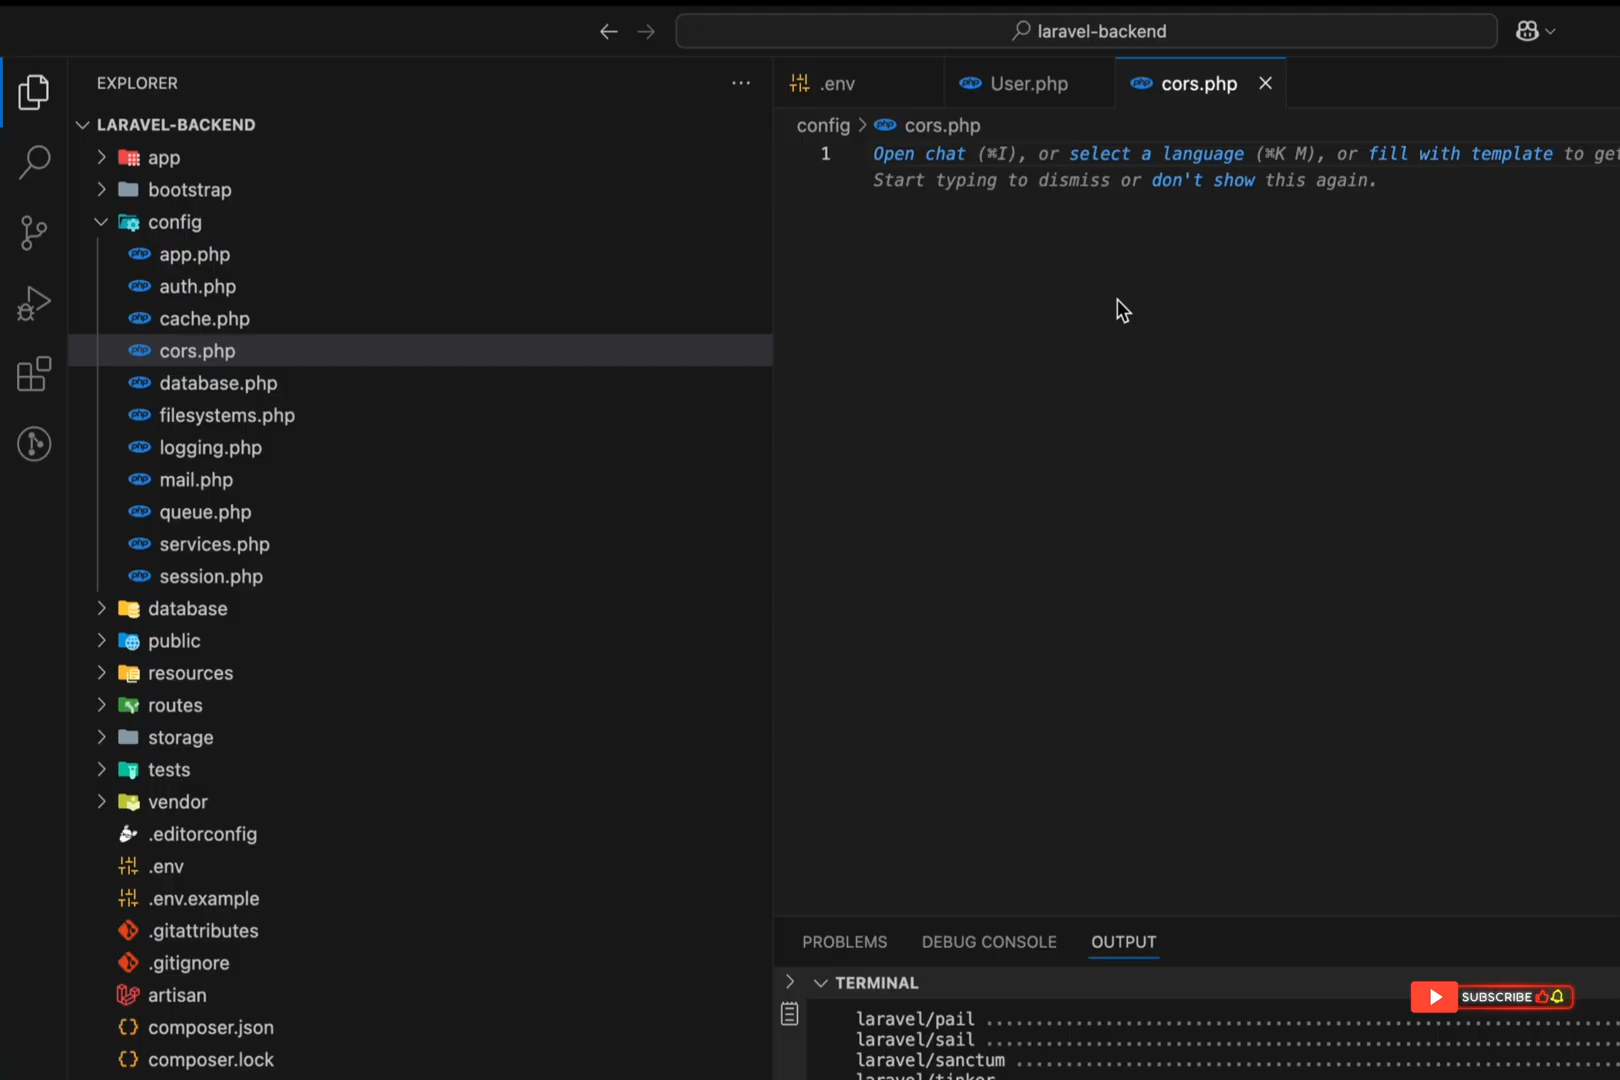 laravel-backend
EXPLORER
LARAVEL-BACKEND
app
bootstrap
config
app.php
auth.php
cache.php
cors.php
database.php
filesystems.php
logging.php
mail.php
queue.php
services.php
session.php
database
public
resources
routes
storage
tests
vendor
.editorconfig
.env
.env.example
.gitattributes
.gitignore
artisan
composer.json
composer.lock
.env
User.php
cors.php
config > cors.php
1 Open chat (⌘I), or select a language (⌘K M), or fill with template to get
Start typing to dismiss or don't show this again.
PROBLEMS DEBUG CONSOLE OUTPUT
TERMINAL
laravel/pail
laravel/sail
laravel/sanctum
laravel/tinker
SUBSCRIBE